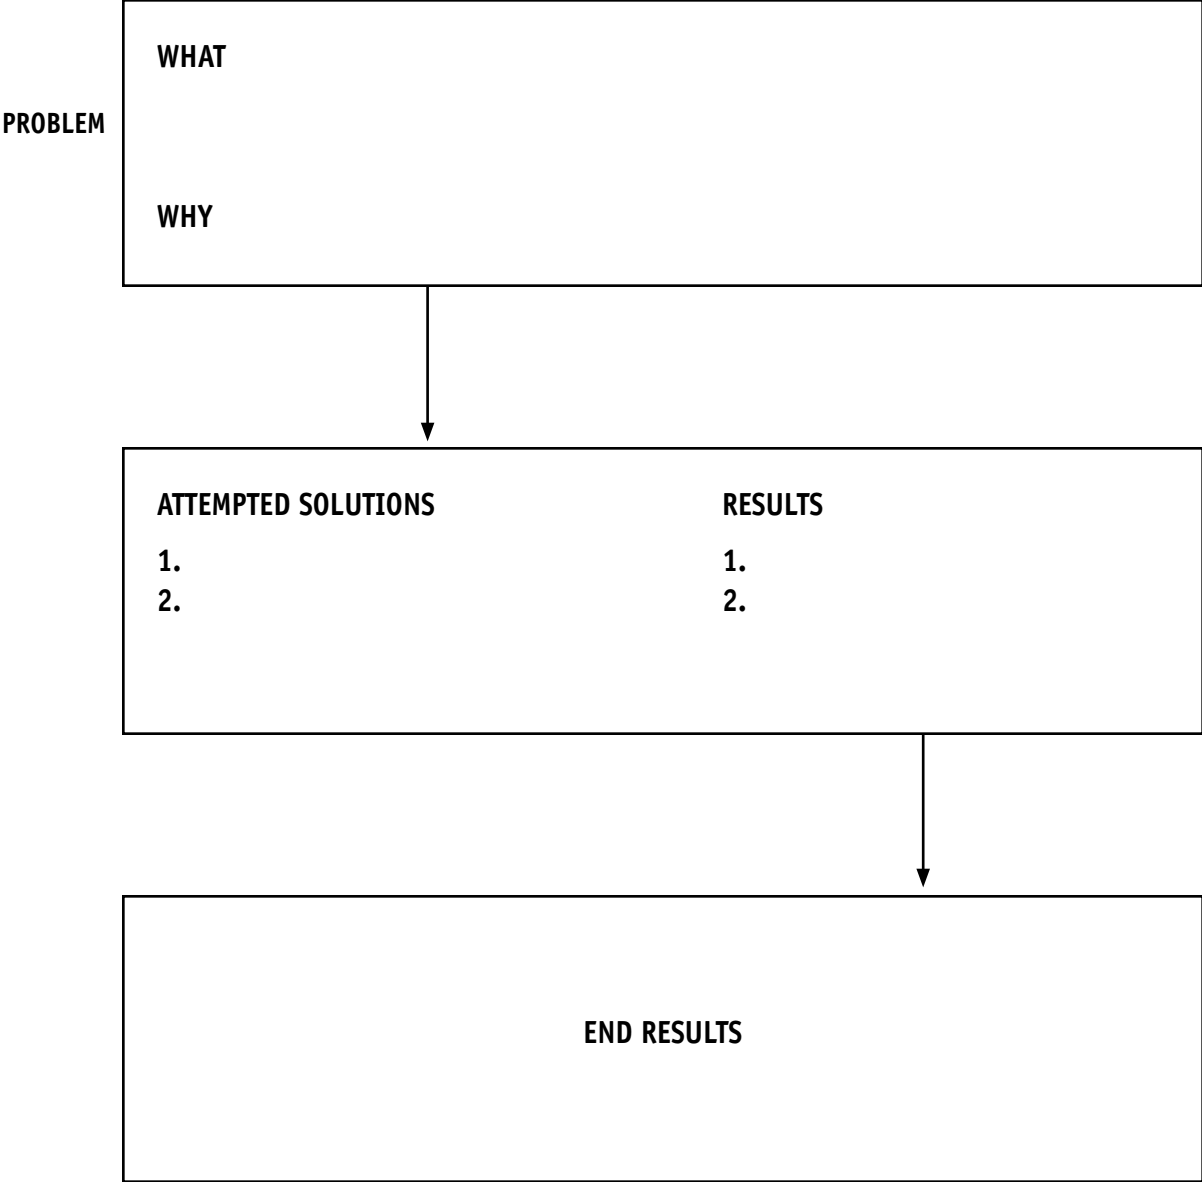 WHAT
PROBLEM
WHY
ATTEMPTED SOLUTIONS
1.
2.
RESULTS
1.
2.
END RESULTS